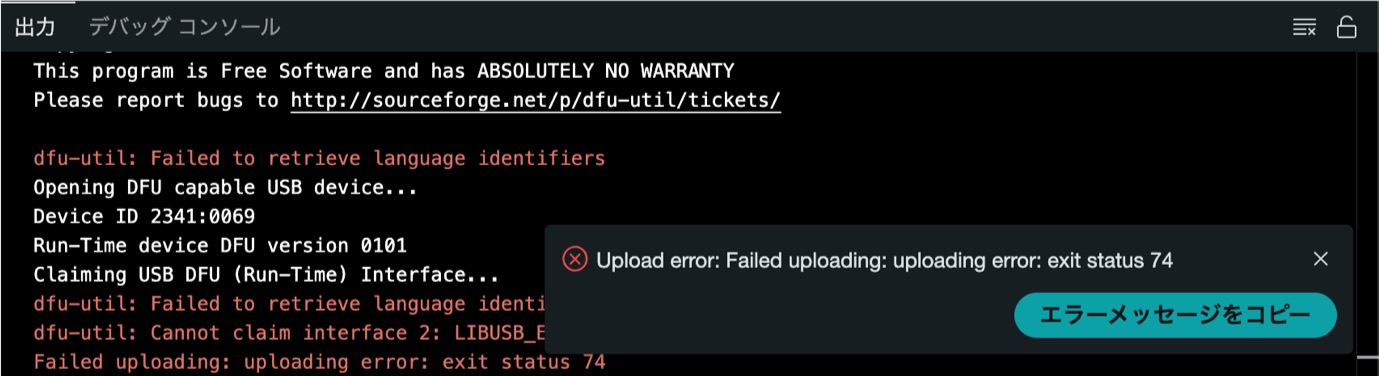 出力 デバッグ コンソール
This program is Free Software and has ABSOLUTELY NO WARRANTY
Please report bugs to http://sourceforge.net/p/dfu-util/tickets/
dfu-util: Failed to retrieve language identifiers
Opening DFU capable USB device...
Device ID 2341:0069
Run-Time device DFU version 0101
Claiming USB DFU (Run-Time) Interface...
dfu-util: Failed to retrieve language
dfu-util: Cannot claim interface 2:
Failed uploading: uploading error: exit status 74
Upload error: Failed uploading: uploading error: exit status 74
エラーメッセージをコピー